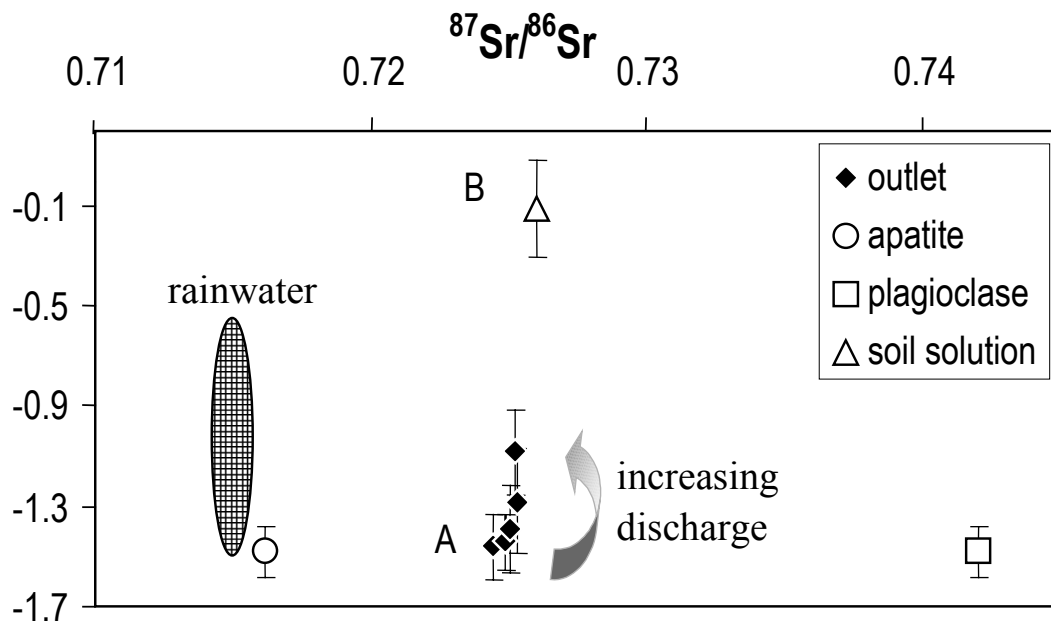 ⁸⁷Sr/⁸⁶Sr
0.71 0.72 0.73 0.74
-0.1
-0.5
-0.9
-1.3
-1.7
B
rainwater
A
increasing
discharge
outlet
apatite
plagioclase
soil solution